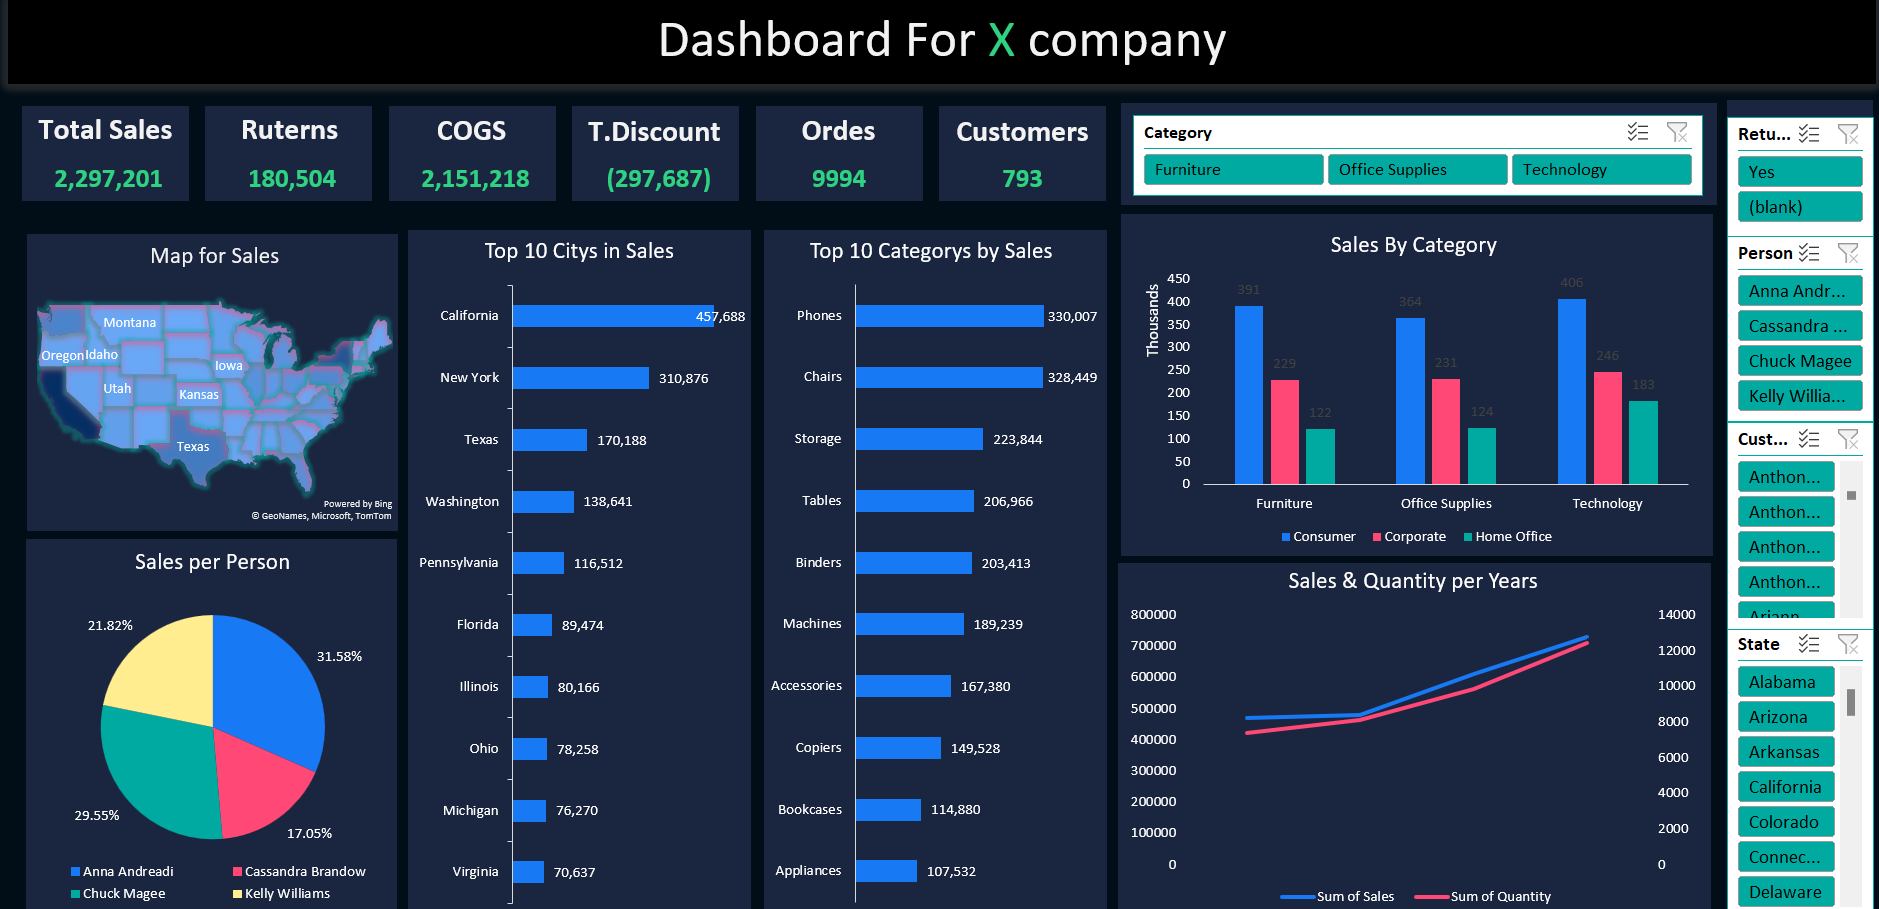 Dashboard For X company
Total Sales
2,297,201
Ruterns
180,504
COGS
2,151,218
T.Discount
(297,687)
Ordes
9994
Customers
793
Category
Furniture
Office Supplies
Technology
Retu...
Yes
(blank)
Person
Anna Andr...
Cassandra ...
Chuck Magee
Kelly Willia...
Cust...
Anthon...
Anthon...
Anthon...
Anthon...
Ariann
State
Alabama
Arizona
Arkansas
California
Colorado
Connec...
Delaware
Map for Sales
Montana
Oregon
Idaho
Iowa
Utah
Kansas
Texas
Powered by Bing
© GeoNames, Microsoft, TomTom
Sales per Person
21.82%
31.58%
29.55%
17.05%
Anna Andreadi
Cassandra Brandow
Chuck Magee
Kelly Williams
Top 10 Citys in Sales
California 457,688
New York 310,876
Texas 170,188
Washington 138,641
Pennsylvania 116,512
Florida 89,474
Illinois 80,166
Ohio 78,258
Michigan 76,270
Virginia 70,637
Top 10 Categorys by Sales
Phones 330,007
Chairs 328,449
Storage 223,844
Tables 206,966
Binders 203,413
Machines 189,239
Accessories 167,380
Copiers 149,528
Bookcases 114,880
Appliances 107,532
Sales By Category
Thousands
450
400
350
300
250
200
150
100
50
0
391
229
122
364
231
124
406
246
183
Furniture
Office Supplies
Technology
Consumer
Corporate
Home Office
Sales & Quantity per Years
800000
700000
600000
500000
400000
300000
200000
100000
0
14000
12000
10000
8000
6000
4000
2000
0
Sum of Sales
Sum of Quantity